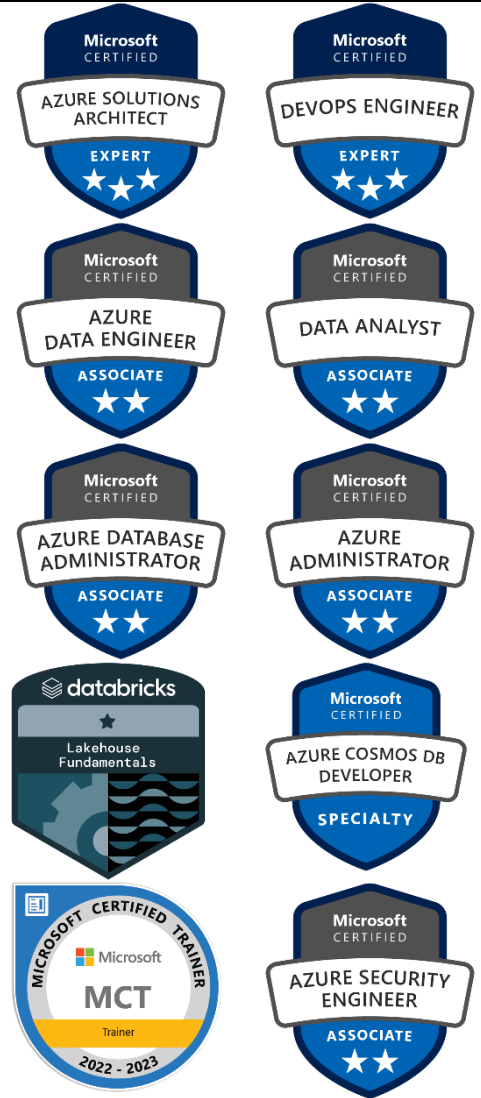 Microsoft
CERTIFIED
AZURE SOLUTIONS
ARCHITECT
EXPERT
Microsoft
CERTIFIED
DEVOPS ENGINEER
EXPERT
Microsoft
CERTIFIED
AZURE
DATA ENGINEER
ASSOCIATE
Microsoft
CERTIFIED
DATA ANALYST
ASSOCIATE
Microsoft
CERTIFIED
AZURE DATABASE
ADMINISTRATOR
ASSOCIATE
Microsoft
CERTIFIED
AZURE
ADMINISTRATOR
ASSOCIATE
databricks
Lakehouse
Fundamentals
Microsoft
CERTIFIED
AZURE COSMOS DB
DEVELOPER
SPECIALTY
MICROSOFT CERTIFIED TRAINER
Microsoft
MCT
Trainer
2022 - 2023
Microsoft
CERTIFIED
AZURE SECURITY
ENGINEER
ASSOCIATE